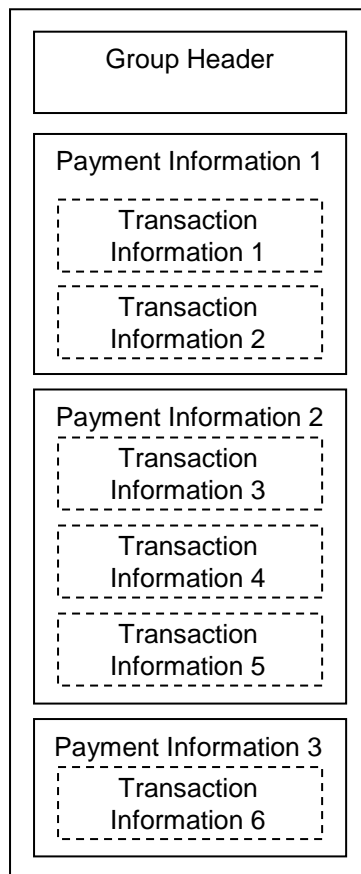 Group Header
Payment Information 1
Transaction
Information 1
Transaction
Information 2
Payment Information 2
Transaction
Information 3
Transaction
Information 4
Transaction
Information 5
Payment Information 3
Transaction
Information 6